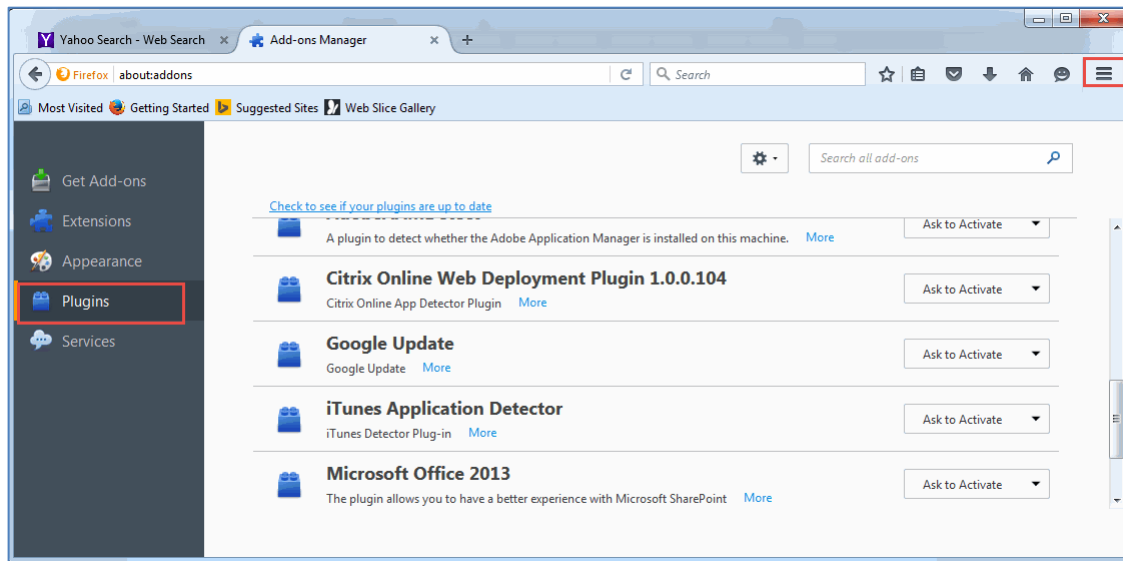 Yahoo Search - Web Search
Add-ons Manager
Firefox about:addons
Search
Most Visited Getting Started Suggested Sites Web Slice Gallery
Search all add-ons
Get Add-ons
Extensions
Appearance
Plugins
Services
Check to see if your plugins are up to date
A plugin to detect whether the Adobe Application Manager is installed on this machine. More
Ask to Activate
Citrix Online Web Deployment Plugin 1.0.0.104
Citrix Online App Detector Plugin More
Ask to Activate
Google Update
Google Update More
Ask to Activate
iTunes Application Detector
iTunes Detector Plug-in More
Ask to Activate
Microsoft Office 2013
The plugin allows you to have a better experience with Microsoft SharePoint More
Ask to Activate